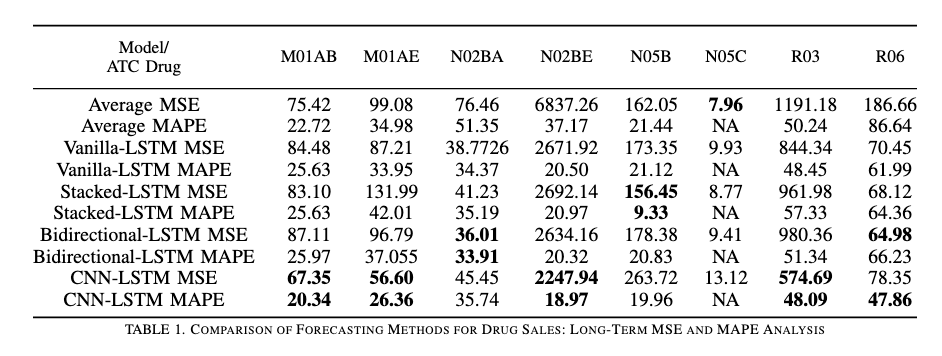 Model/
ATC Drug M01AB M01AE N02BA N02BE N05B N05C R03 R06
Average MSE 75.42 99.08 76.46 6837.26 162.05 7.96 1191.18 186.66
Average MAPE 22.72 34.98 51.35 37.17 21.44 NA 50.24 86.64
Vanilla-LSTM MSE 84.48 87.21 38.7726 2671.92 173.35 9.93 844.34 70.45
Vanilla-LSTM MAPE 25.63 33.95 34.37 20.50 21.12 NA 48.45 61.99
Stacked-LSTM MSE 83.10 131.99 41.23 2692.14 156.45 8.77 961.98 68.12
Stacked-LSTM MAPE 25.63 42.01 35.19 20.97 9.33 NA 57.33 64.36
Bidirectional-LSTM MSE 87.11 96.79 36.01 2634.16 178.38 9.41 980.36 64.98
Bidirectional-LSTM MAPE 25.97 37.055 33.91 20.32 20.83 NA 51.34 66.23
CNN-LSTM MSE 67.35 56.60 45.45 2247.94 263.72 13.12 574.69 78.35
CNN-LSTM MAPE 20.34 26.36 35.74 18.97 19.96 NA 48.09 47.86
TABLE 1. COMPARISON OF FORECASTING METHODS FOR DRUG SALES: LONG-TERM MSE AND MAPE ANALYSIS